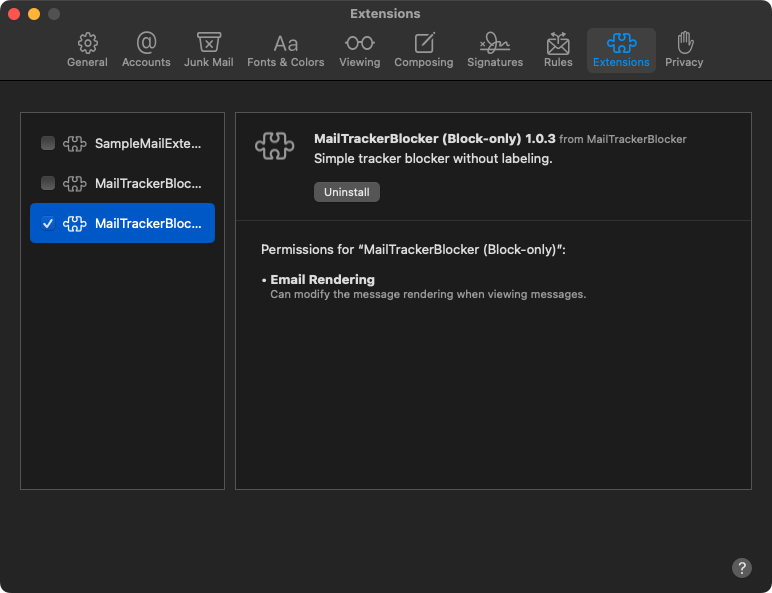 Extensions
General
Accounts
Junk Mail
Aa
Fonts & Colors
Viewing
Composing
Signatures
Rules
Extensions
Privacy
SampleMailExte...
MailTrackerBloc...
MailTrackerBloc...
MailTrackerBlocker (Block-only) 1.0.3 from MailTrackerBlocker
Simple tracker blocker without labeling.
Uninstall
Permissions for “MailTrackerBlocker (Block-only)”:
• Email Rendering
Can modify the message rendering when viewing messages.
?